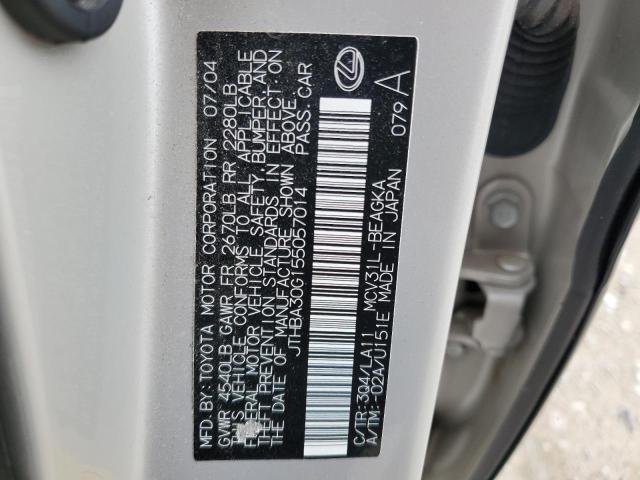 MFD. BY: TOYOTA MOTOR CORPORATION 07/04
GVWR 4540LB GAWR FR 2670LB RR 2280LB
THIS VEHICLE CONFORMS TO ALL APPLICABLE
FEDERAL MOTOR VEHICLE SAFETY, BUMPER, AND
THEFT PREVENTION STANDARDS IN EFFECT ON
THE DATE OF MANUFACTURE SHOWN ABOVE.
JTHBA30G155057014 PASS.CAR
C/TR:3Q4/LA11 MCV31L-BEAGKA
A/TM:-02A/U151E MADE IN JAPAN
079 A